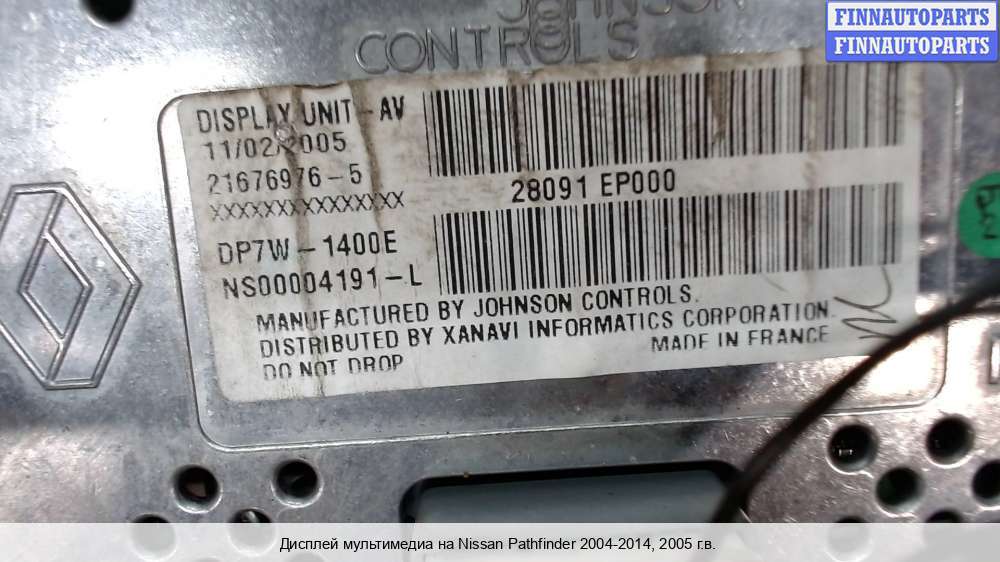 FINNAUTOPARTS
FINNAUTOPARTS
JOHNSON
CONTROLS
DISPLAY UNIT-AV
11/02/2005
21676976-5
XXXXXXXXXXXXXXX
28091 EP000
DP7W-1400E
NS00004191-L
MANUFACTURED BY JOHNSON CONTROLS.
DISTRIBUTED BY XANAVI INFORMATICS CORPORATION.
MADE IN FRANCE
DO NOT DROP
Дисплей мультимедиа на Nissan Pathfinder 2004-2014, 2005 г.в.